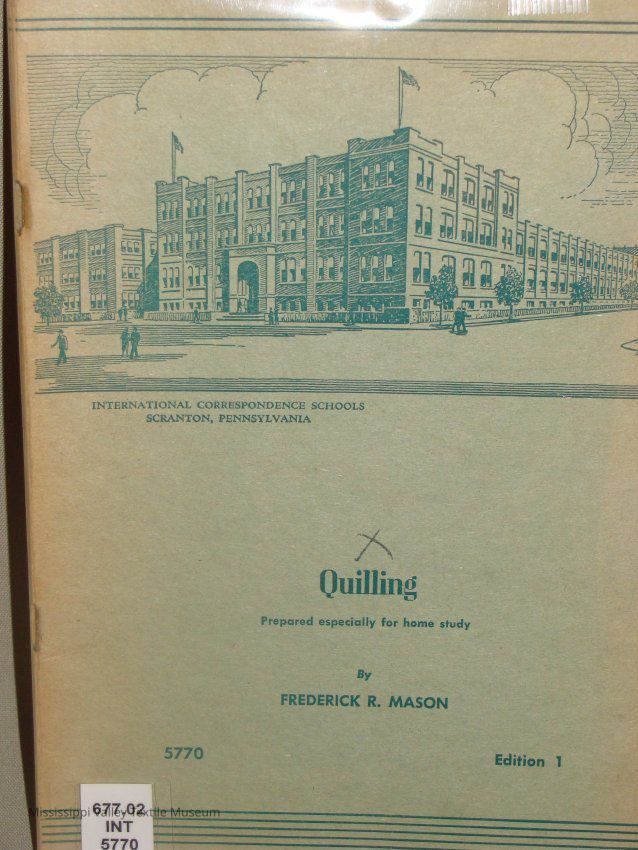 INTERNATIONAL CORRESPONDENCE SCHOOLS
SCRANTON, PENNSYLVANIA
Quilling
Prepared especially for home study
By
FREDERICK R. MASON
5770
Edition 1
677.02
Mississippi Valley Textile Museum
INT
5770